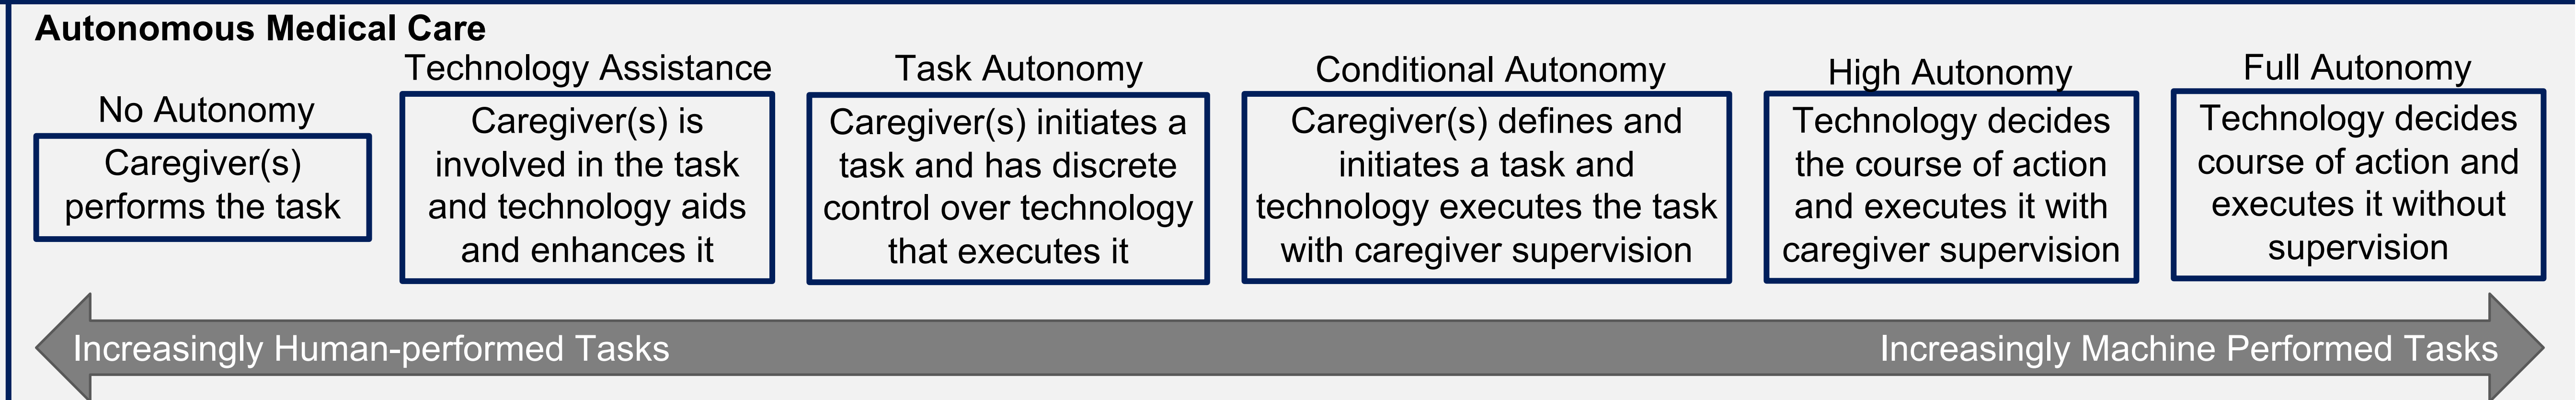 Autonomous Medical Care
No Autonomy
Caregiver(s)
performs the task
Technology Assistance
Caregiver(s) is
involved in the task
and technology aids
and enhances it
Task Autonomy
Caregiver(s) initiates a
task and has discrete
control over technology
that executes it
Conditional Autonomy
Caregiver(s) defines and
initiates a task and
technology executes the task
with caregiver supervision
High Autonomy
Technology decides
the course of action
and executes it with
caregiver supervision
Full Autonomy
Technology decides
course of action and
executes it without
supervision
Increasingly Human-performed Tasks
Increasingly Machine Performed Tasks